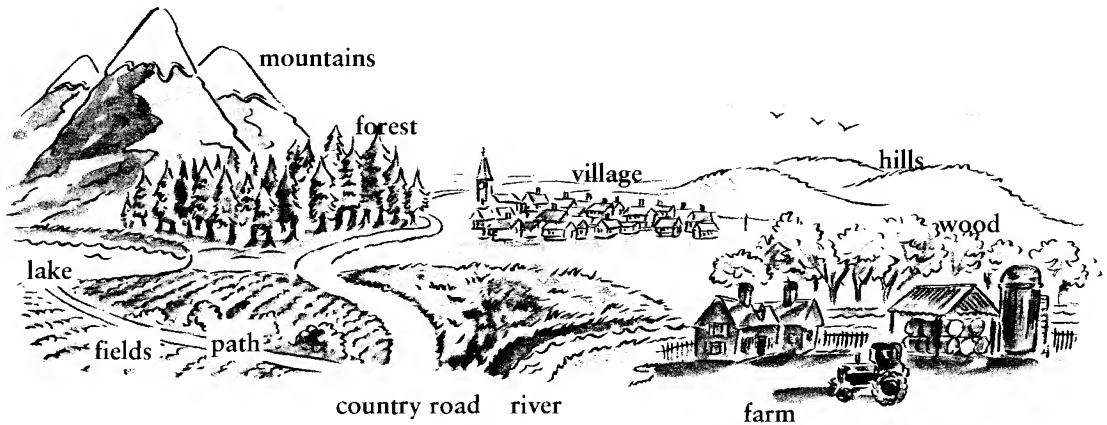 mountains
forest
village
hills
wood
lake
fields
path
country road
river
farm